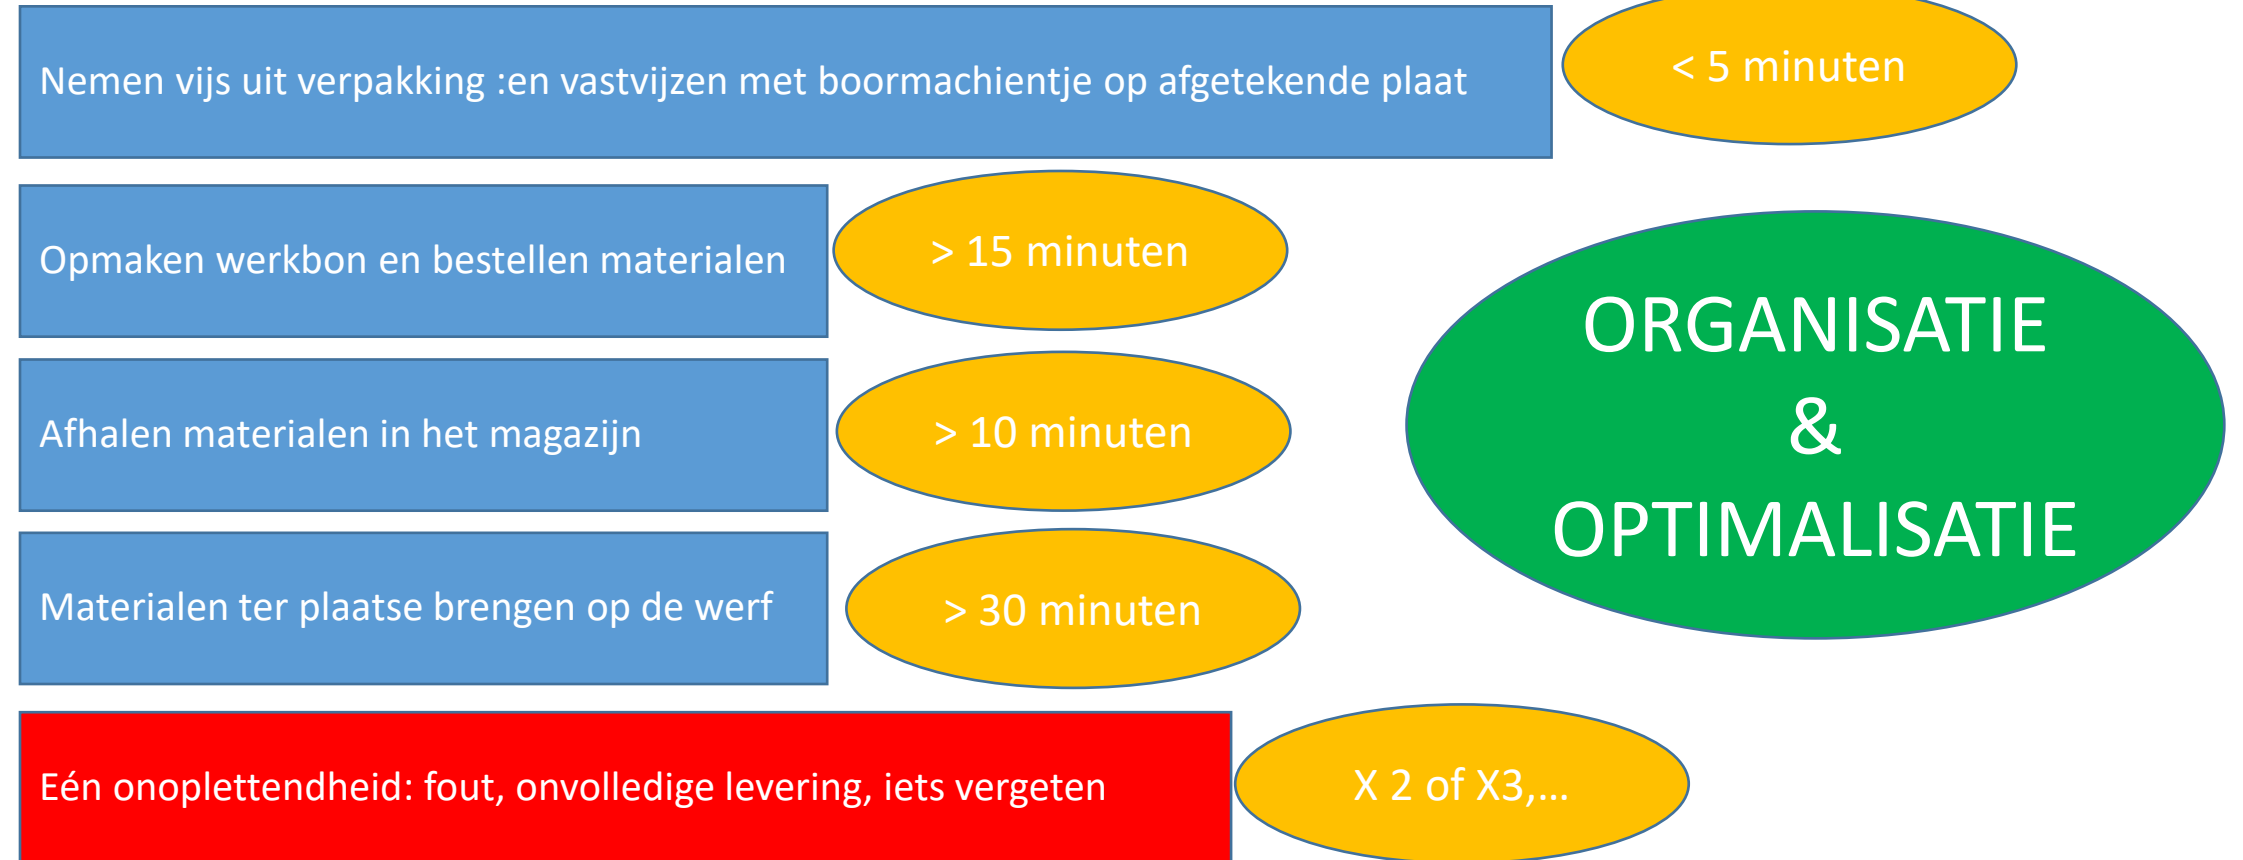 Nemen vijs uit verpakking :en vastvijzen met boormachientje op afgetekende plaat
< 5 minuten
Opmaken werkbon en bestellen materialen
> 15 minuten
Afhalen materialen in het magazijn
> 10 minuten
Materialen ter plaatse brengen op de werf
> 30 minuten
ORGANISATIE
&
OPTIMALISATIE
Eén onoplettendheid: fout, onvolledige levering, iets vergeten
X 2 of X3,...